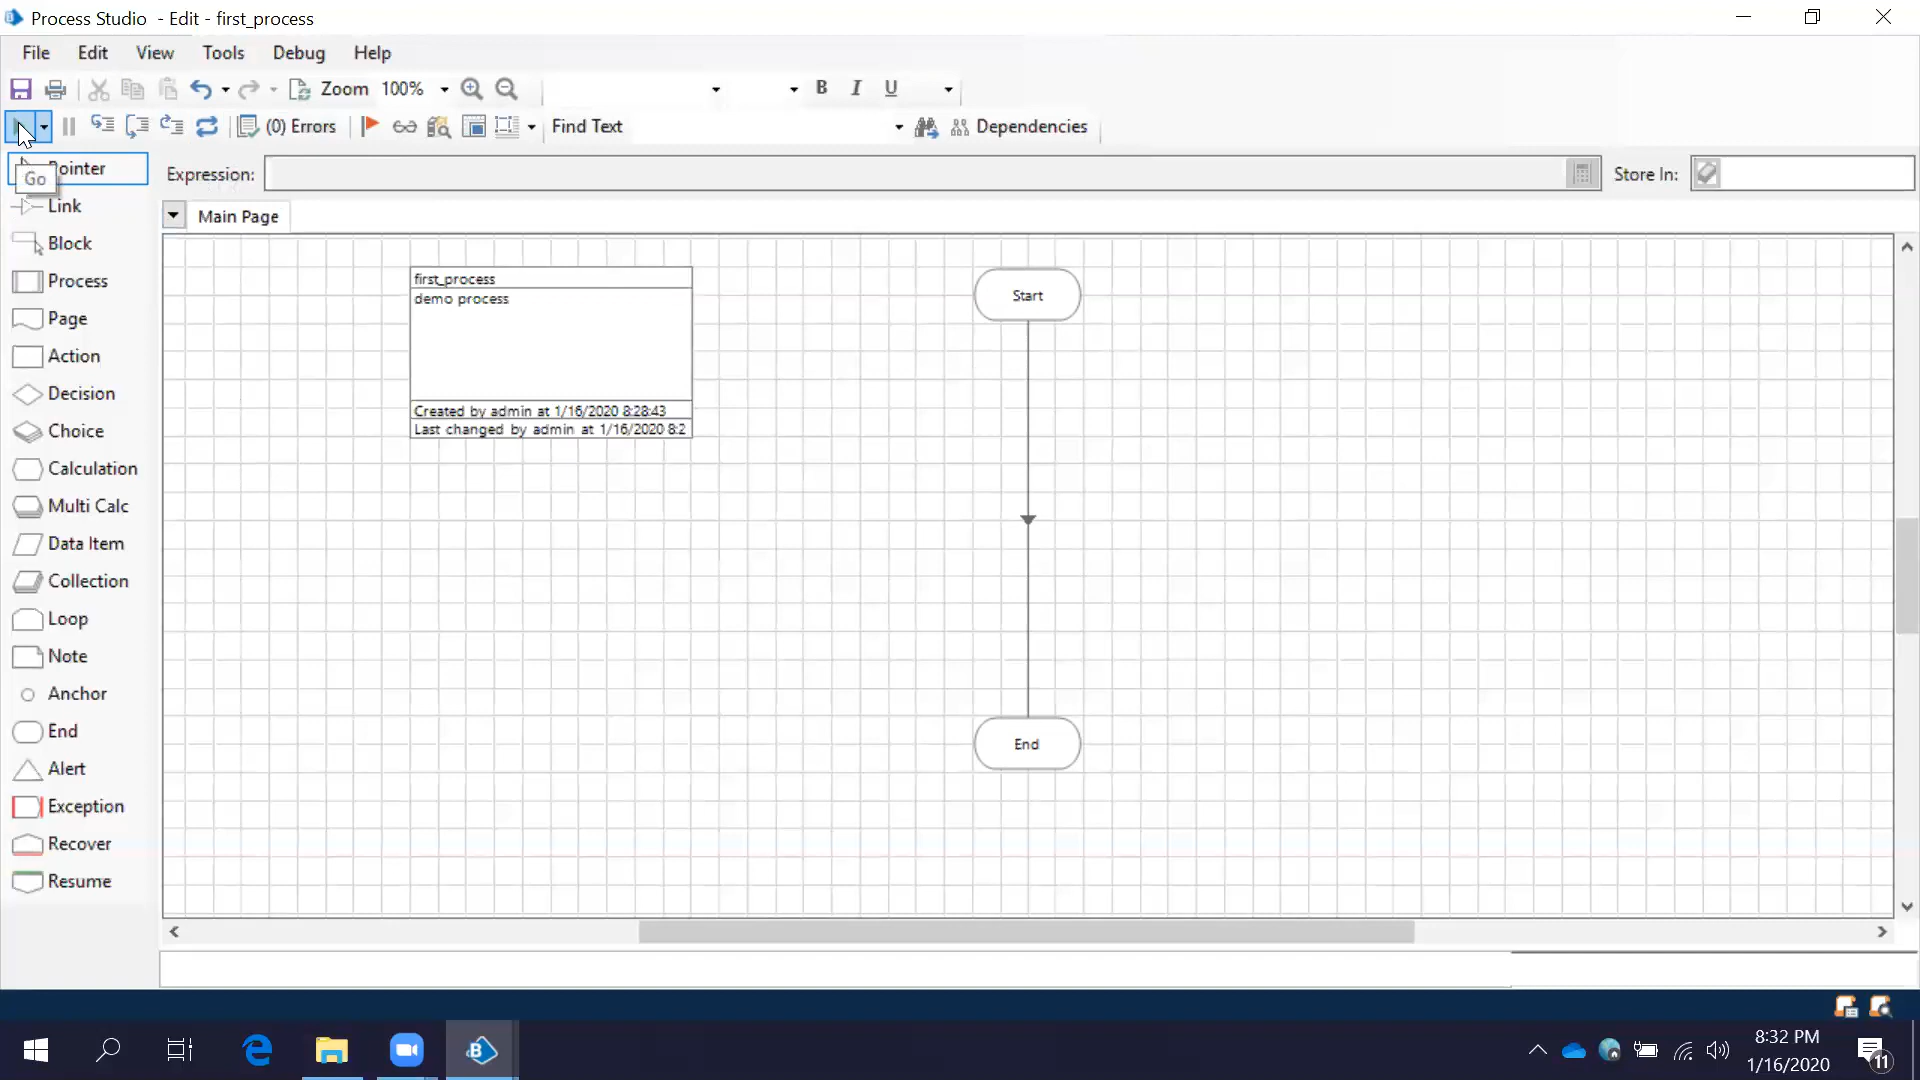 Process Studio - Edit - first_process
File Edit View Tools Debug Help
Zoom 100% B I U
(0) Errors Find Text Dependencies
Pointer
Go
Expression: Store In:
Link
Main Page
Block
Process
Page
Action
Decision
Choice
Calculation
Multi Calc
Data Item
Collection
Loop
Note
Anchor
End
Alert
Exception
Recover
Resume
first_process
demo process
Created by admin at 1/16/2020 8:28:43
Last changed by admin at 1/16/2020 8:2
Start
End
8:32 PM
1/16/2020
11